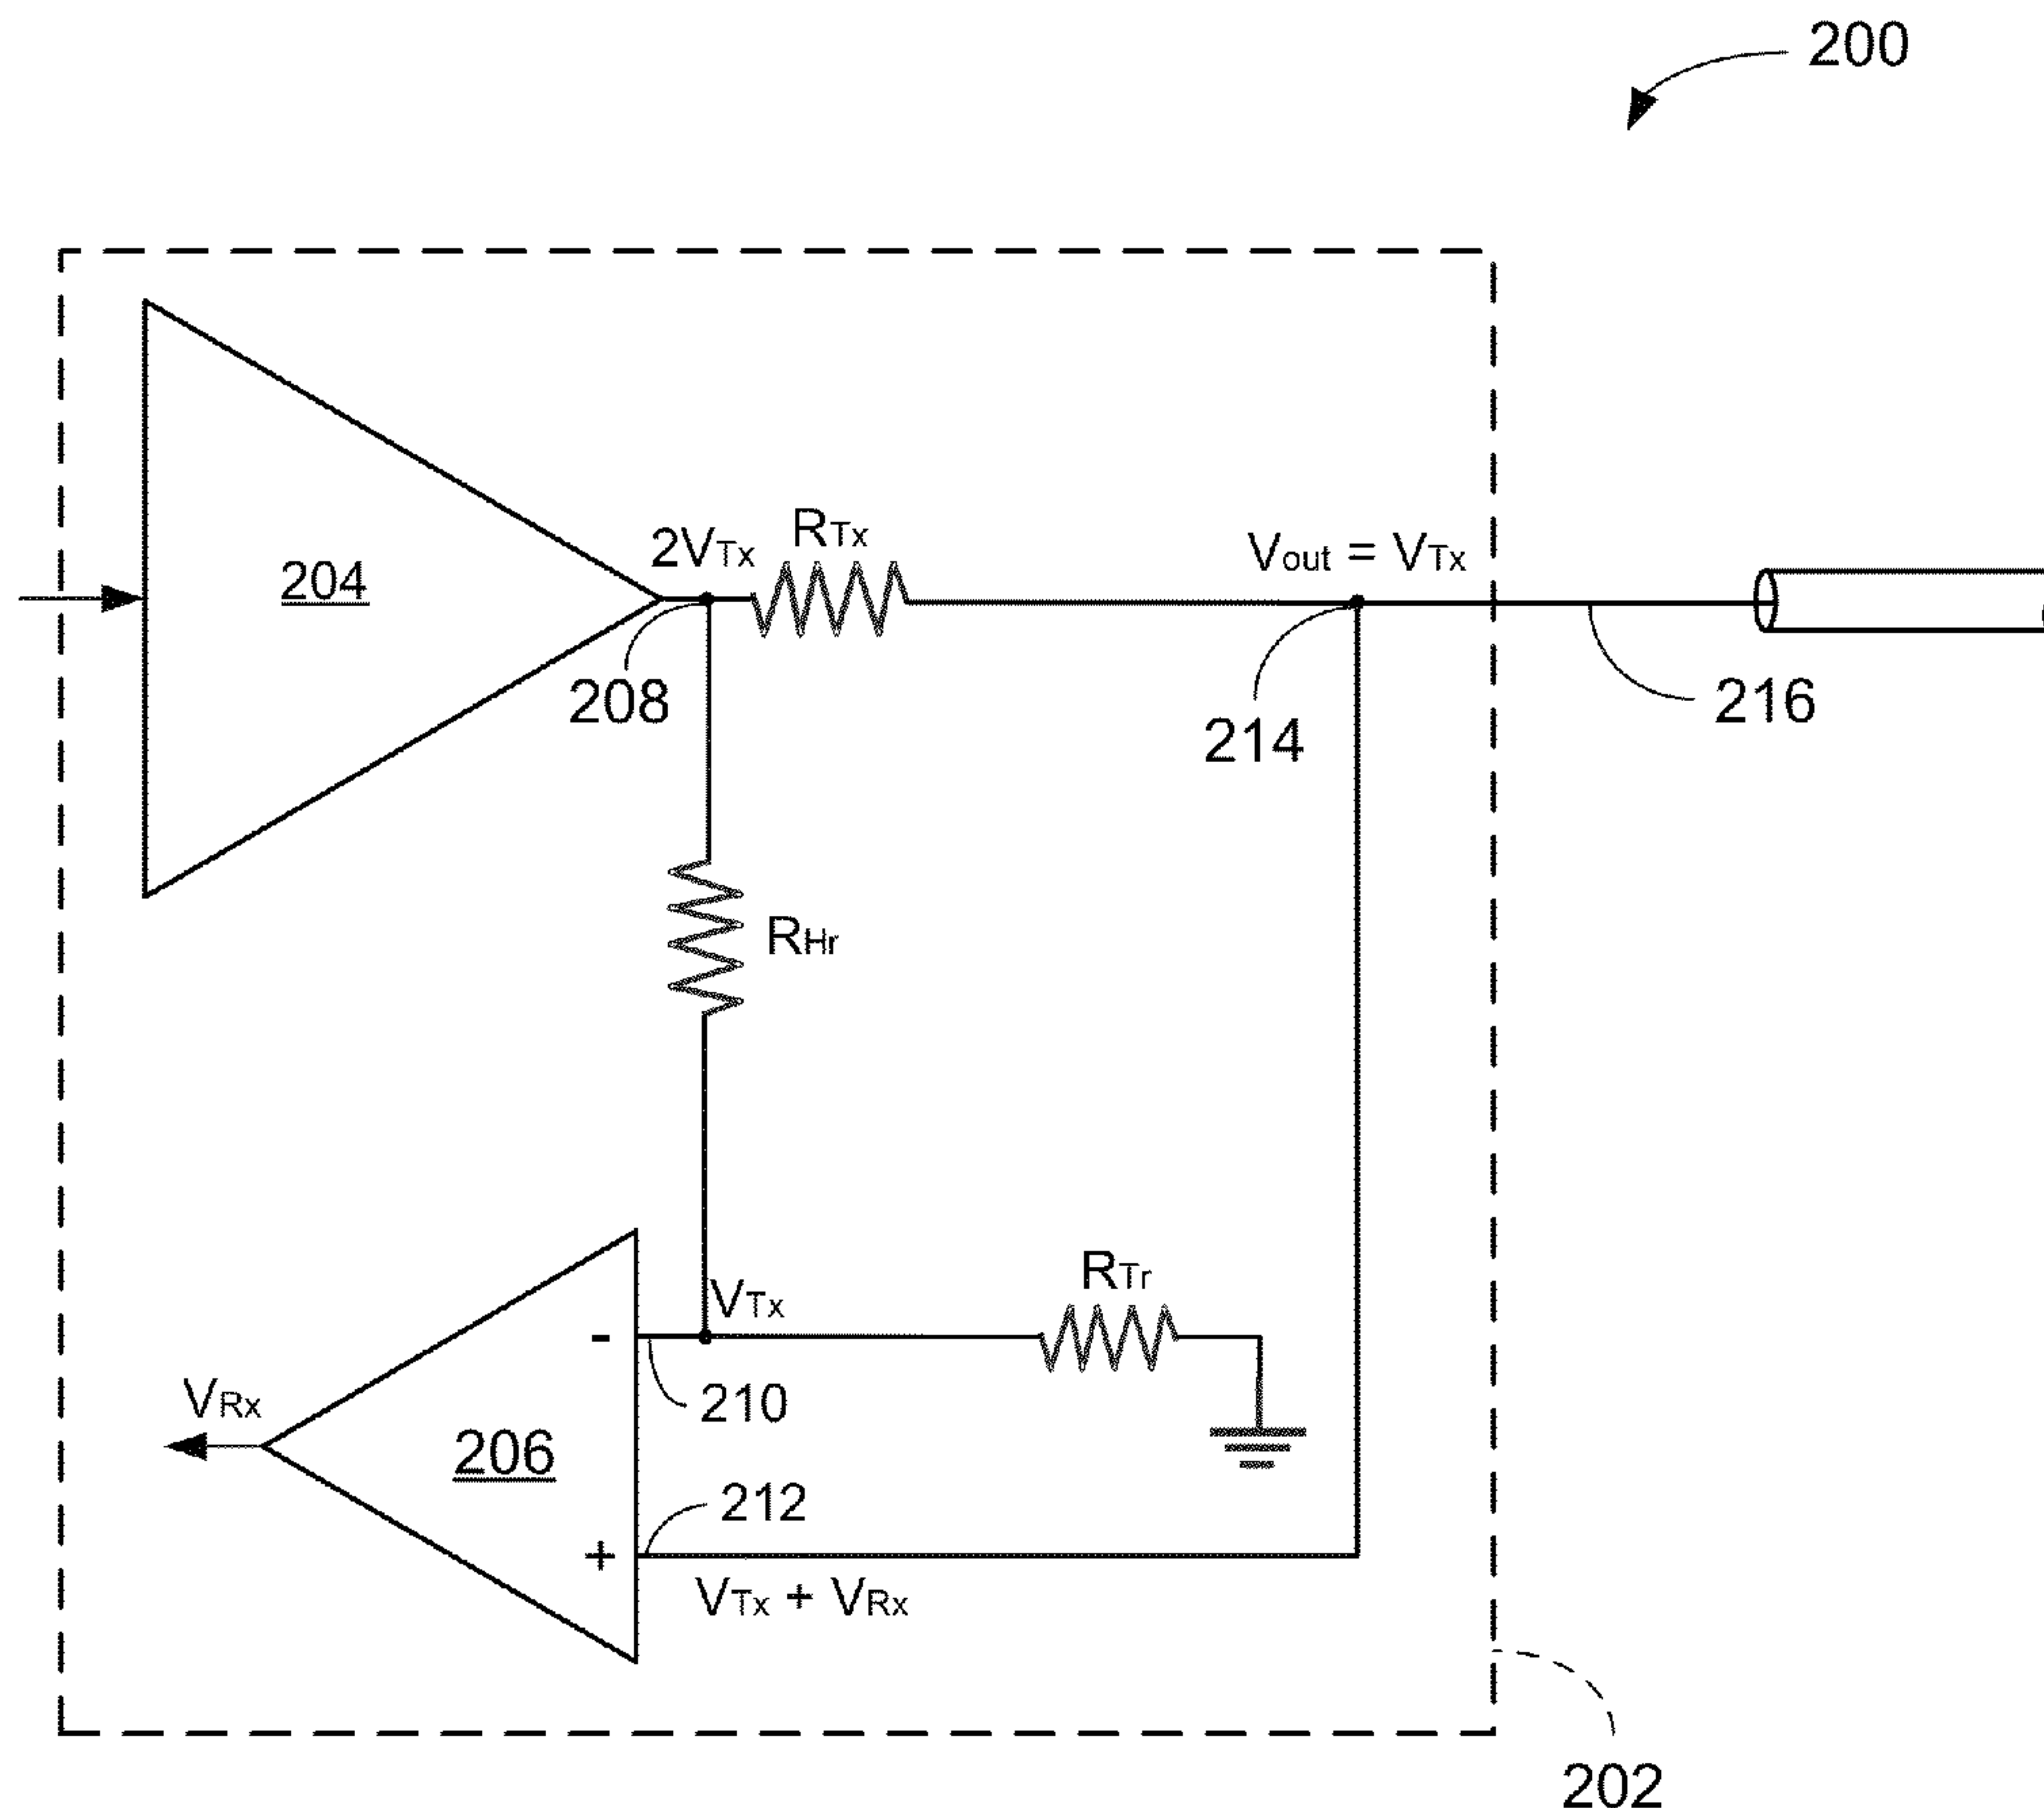 200
2VTx
RTx
Vout = VTx
204
208
214
216
RHr
VTx
RTr
VRx
210
206
212
-
+
VTx + VRx
202